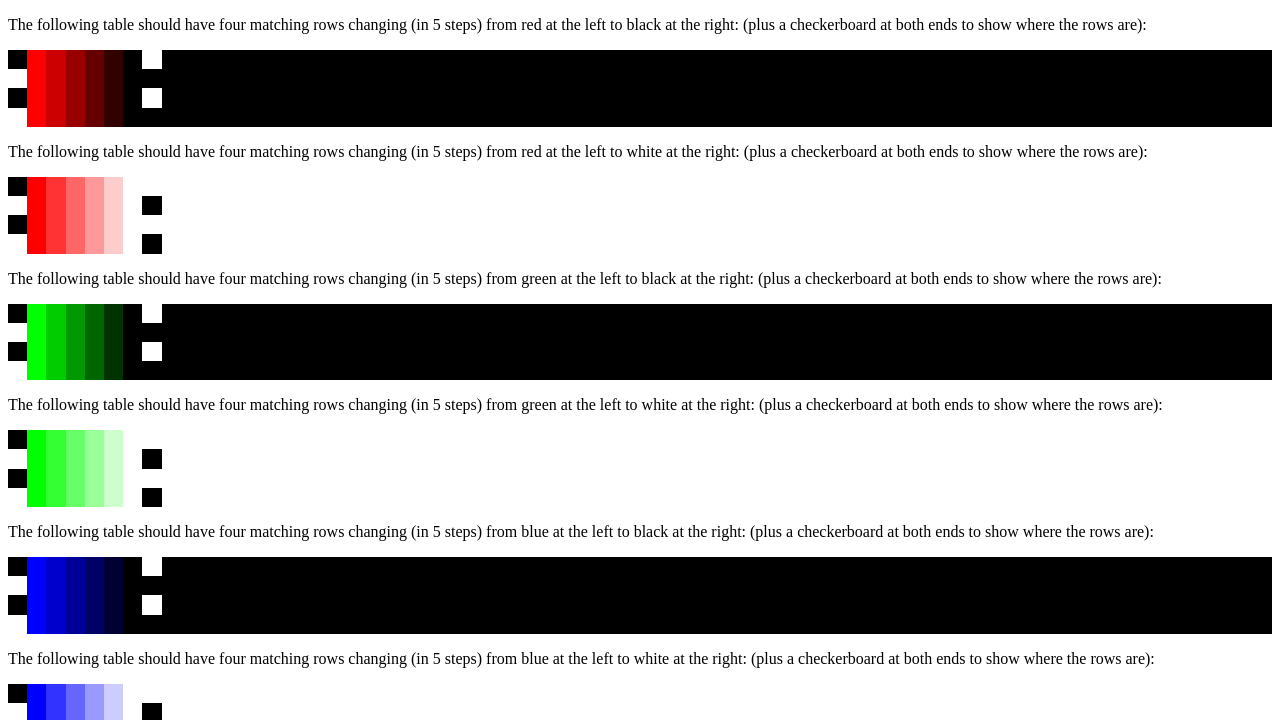 The following table should have four matching rows changing (in 5 steps) from red at the left to black at the right: (plus a checkerboard at both ends to show where the rows are):
The following table should have four matching rows changing (in 5 steps) from red at the left to white at the right: (plus a checkerboard at both ends to show where the rows are):
The following table should have four matching rows changing (in 5 steps) from green at the left to black at the right: (plus a checkerboard at both ends to show where the rows are):
The following table should have four matching rows changing (in 5 steps) from green at the left to white at the right: (plus a checkerboard at both ends to show where the rows are):
The following table should have four matching rows changing (in 5 steps) from blue at the left to black at the right: (plus a checkerboard at both ends to show where the rows are):
The following table should have four matching rows changing (in 5 steps) from blue at the left to white at the right: (plus a checkerboard at both ends to show where the rows are):